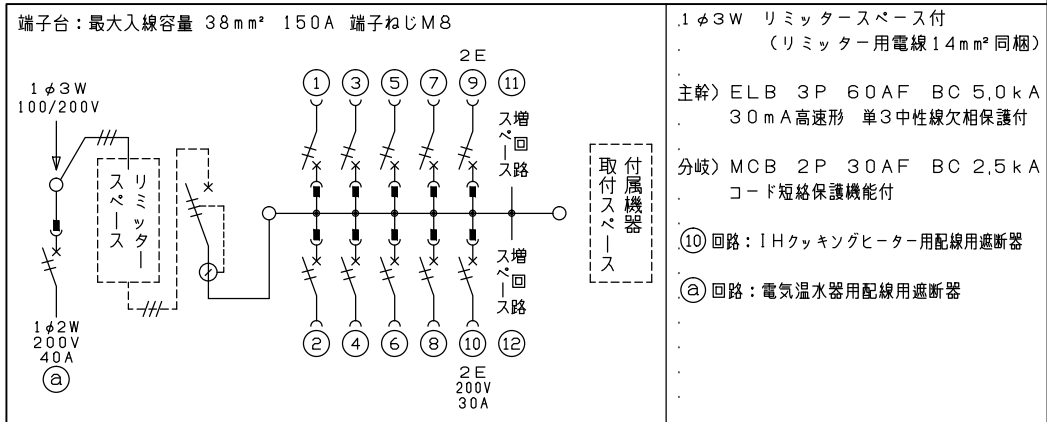 端子台：最大入線容量 38mm² 150A 端子ねじM8
1φ3W
100/200V
リミッター
スペース
1φ2W
200V
40A
ⓐ
2E
① ③ ⑤ ⑦ ⑨ ⑪
増回路
スペース
増回路
スペース
② ④ ⑥ ⑧ ⑩ ⑫
2E
200V
30A
付属機器
取付スペース
1φ3W リミッタースペース付
（リミッター用電線14mm²同梱）
主幹）ELB 3P 60AF BC 5,0kA
30mA高速形 単3中性線欠相保護付
分岐）MCB 2P 30AF BC 2,5kA
コード短絡保護機能付
⑩回路：IHクッキングヒーター用配線用遮断器
ⓐ回路：電気温水器用配線用遮断器